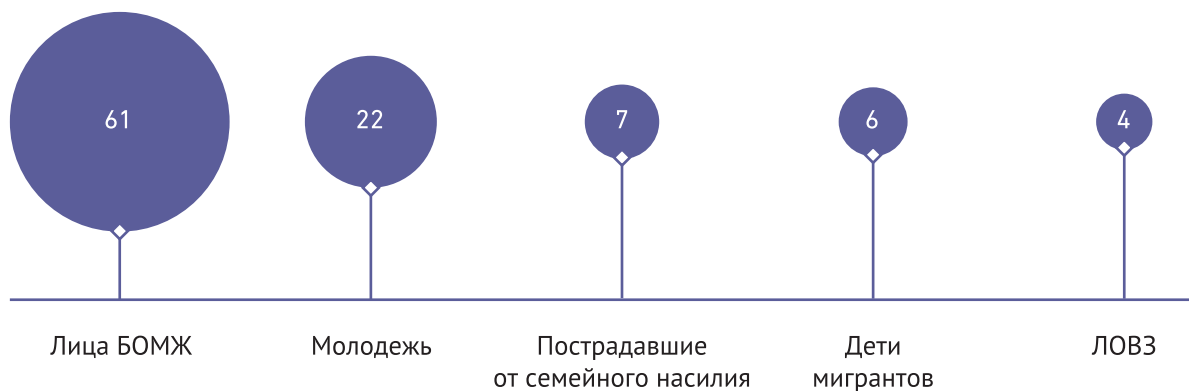 61
22
7
6
4
Лица БОМЖ
Молодежь
Пострадавшие
от семейного насилия
Дети
мигрантов
ЛОВЗ